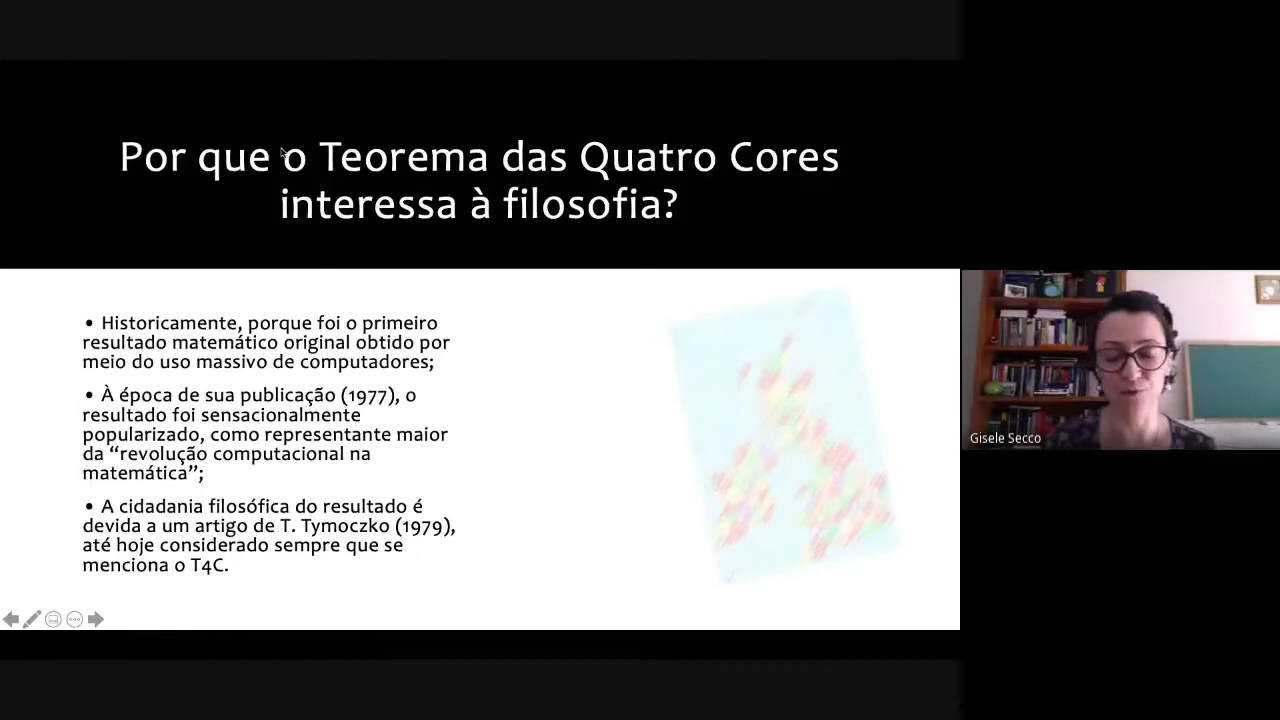 Por que o Teorema das Quatro Cores
interessa à filosofia?
• Historicamente, porque foi o primeiro
resultado matemático original obtido por
meio do uso massivo de computadores;
• À época de sua publicação (1977), o
resultado foi sensacionalmente
popularizado, como representante maior
da “revolução computacional na
matemática”;
• A cidadania filosófica do resultado é
devida a um artigo de T. Tymoczko (1979),
até hoje considerado sempre que se
menciona o T4C.
Gisele Secco